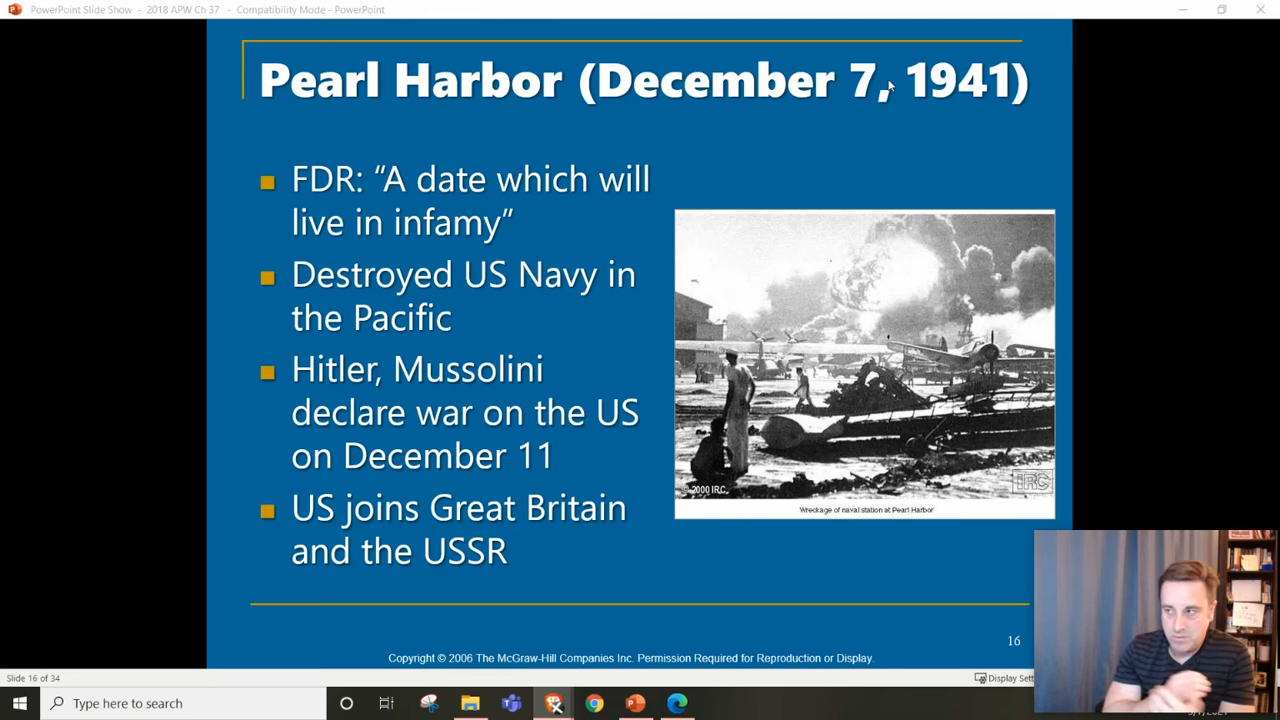 PowerPoint Slide Show - 2018 APW Ch 37 - Compatibility Mode - PowerPoint
Pearl Harbor (December 7, 1941)
■ FDR: “A date which will
live in infamy”
■ Destroyed US Navy in
the Pacific
■ Hitler, Mussolini
declare war on the US
on December 11
■ US joins Great Britain
and the USSR
© 2000 IRC
IRC
Wreckage of naval station at Pearl Harbor
16
Copyright © 2006 The McGraw-Hill Companies Inc. Permission Required for Reproduction or Display.
Slide 16 of 34
Display Sett
Type here to search